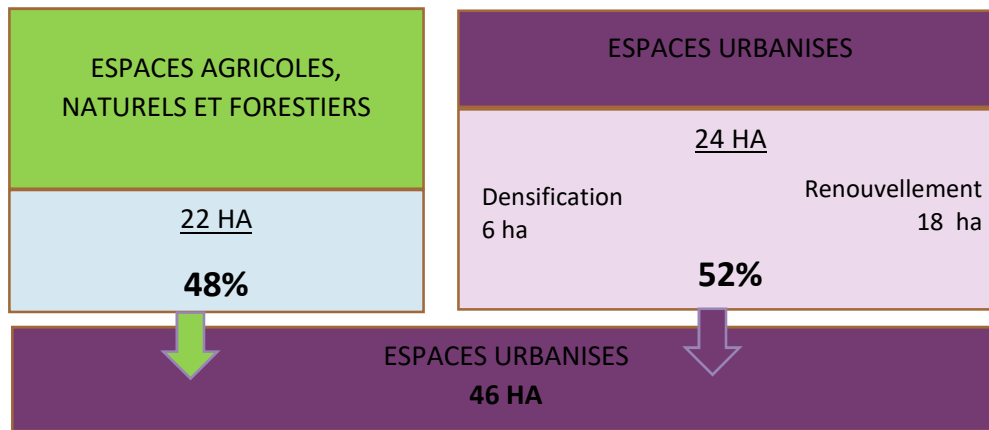 ESPACES AGRICOLES,
NATURELS ET FORESTIERS
22 HA
48%
ESPACES URBANISES
24 HA
Densification
6 ha
Renouvellement
18 ha
52%
ESPACES URBANISES
46 HA